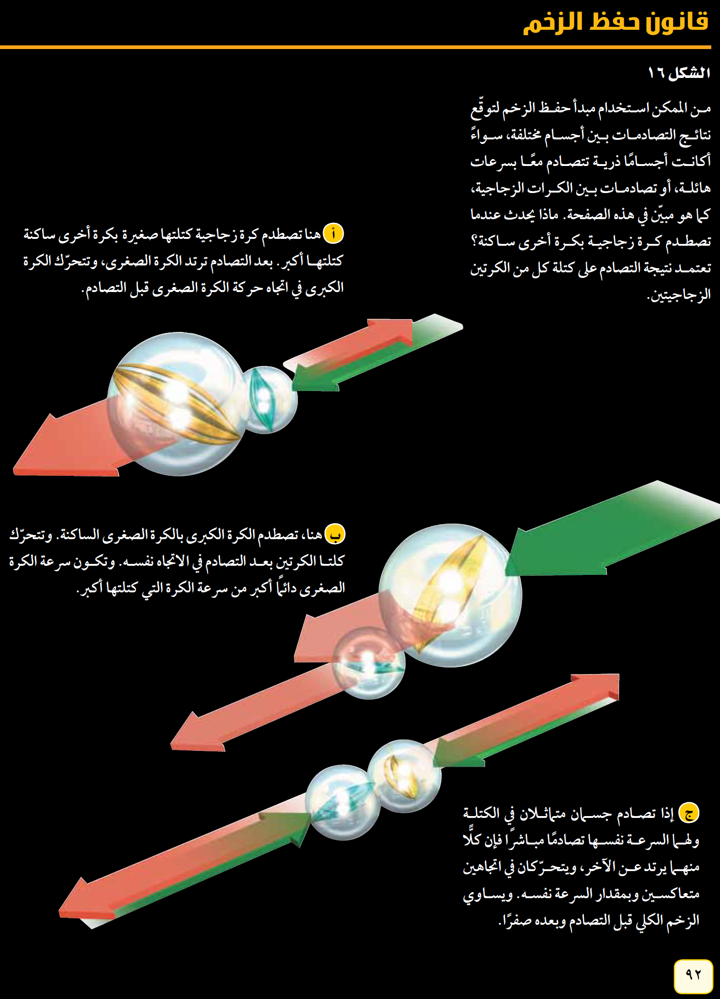 قانون حفظ الزخم
الشكل ١٦
من الممكن استخدام مبدأ حفظ الزخم لتوقّع
نتائج التصادمات بين أجسام مختلفة، سواءً
أكانت أجسامًا ذرية تتصادم معًا بسرعات
هائلة، أو تصادمات بين الكرات الزجاجية،
كما هو مبيّن في هذه الصفحة. ماذا يحدث عندما
تصطدم كرة زجاجية بكرة أخرى ساكنة؟
تعتمد نتيجة التصادم على كتلة كل من الكرتين
الزجاجيتين.
أ هنا تصطدم كرة زجاجية كتلتها صغيرة بكرة أخرى ساكنة
كتلتها أكبر. بعد التصادم ترتد الكرة الصغرى، وتتحرّك الكرة
الكبرى في اتجاه حركة الكرة الصغرى قبل التصادم.
ب هنا، تصطدم الكرة الكبرى بالكرة الصغرى الساكنة. وتتحرّك
كلتا الكرتين بعد التصادم في الاتجاه نفسه. وتكون سرعة الكرة
الصغرى دائمًا أكبر من سرعة الكرة التي كتلتها أكبر.
ج إذا تصادم جسمان متماثلان في الكتلة
ولهما السرعة نفسها تصادمًا مباشرًا فإن كلًّا
منهما يرتد عن الآخر، ويتحرّكان في اتجاهين
متعاكسين وبمقدار السرعة نفسه. ويساوي
الزخم الكلي قبل التصادم وبعده صفرًا.
٩٢